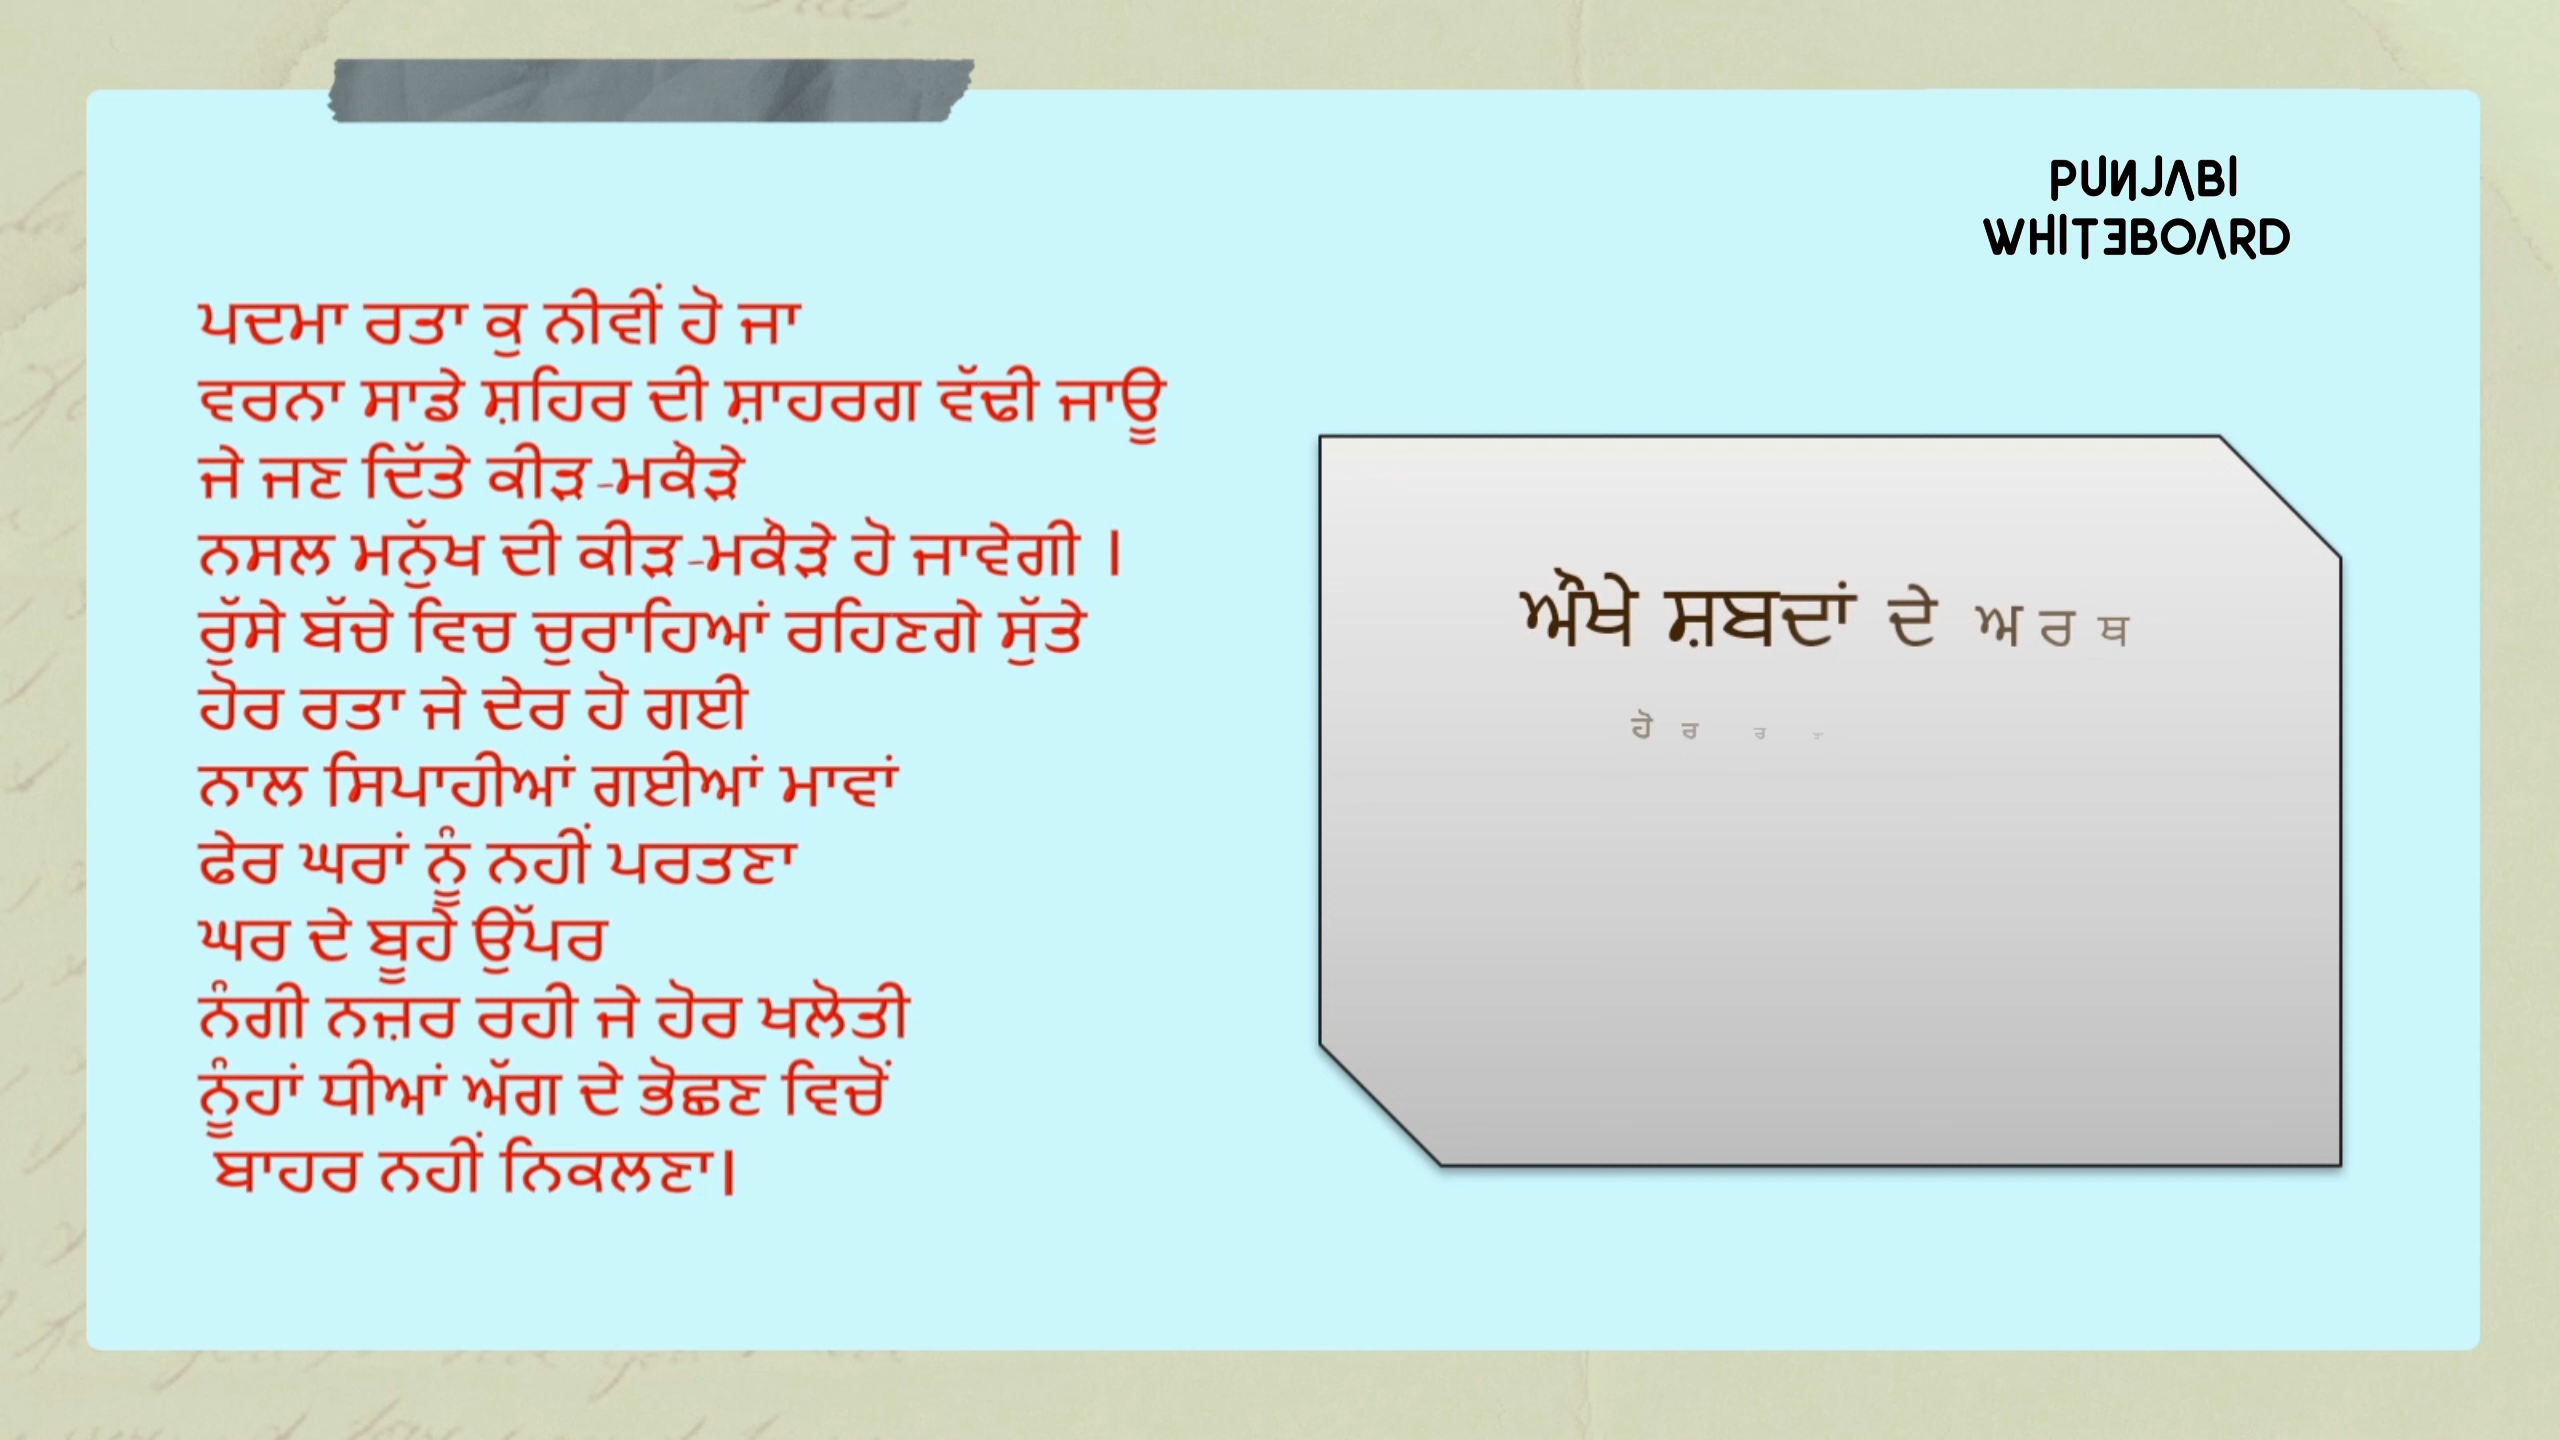 PUNJABI
WHITEBOARD
ਪਦਮਾ ਰਤਾ ਕੁ ਨੀਵੀਂ ਹੋ ਜਾ
ਵਰਨਾ ਸਾਡੇ ਸ਼ਹਿਰ ਦੀ ਸ਼ਾਹਰਗ ਵੱਢੀ ਜਾਊ
ਜੇ ਜਣ ਦਿੱਤੇ ਕੀੜ-ਮਕੌੜੇ
ਨਸਲ ਮਨੁੱਖ ਦੀ ਕੀੜ-ਮਕੌੜੇ ਹੋ ਜਾਵੇਗੀ ।
ਰੁੱਸੇ ਬੱਚੇ ਵਿਚ ਚੁਰਾਹਿਆਂ ਰਹਿਣਗੇ ਸੁੱਤੇ
ਹੋਰ ਰਤਾ ਜੇ ਦੇਰ ਹੋ ਗਈ
ਨਾਲ ਸਿਪਾਹੀਆਂ ਗਈਆਂ ਮਾਵਾਂ
ਫੇਰ ਘਰਾਂ ਨੂੰ ਨਹੀਂ ਪਰਤਣਾ
ਘਰ ਦੇ ਬੂਹੇ ਉੱਪਰ
ਨੰਗੀ ਨਜ਼ਰ ਰਹੀ ਜੇ ਹੋਰ ਖਲੋਤੀ
ਨੂੰਹਾਂ ਧੀਆਂ ਅੱਗ ਦੇ ਭੋਛਣ ਵਿਚੋਂ
ਬਾਹਰ ਨਹੀਂ ਨਿਕਲਣਾ।
ਔਖੇ ਸ਼ਬਦਾਂ ਦੇ ਅਰਥ
ਹੋਰ